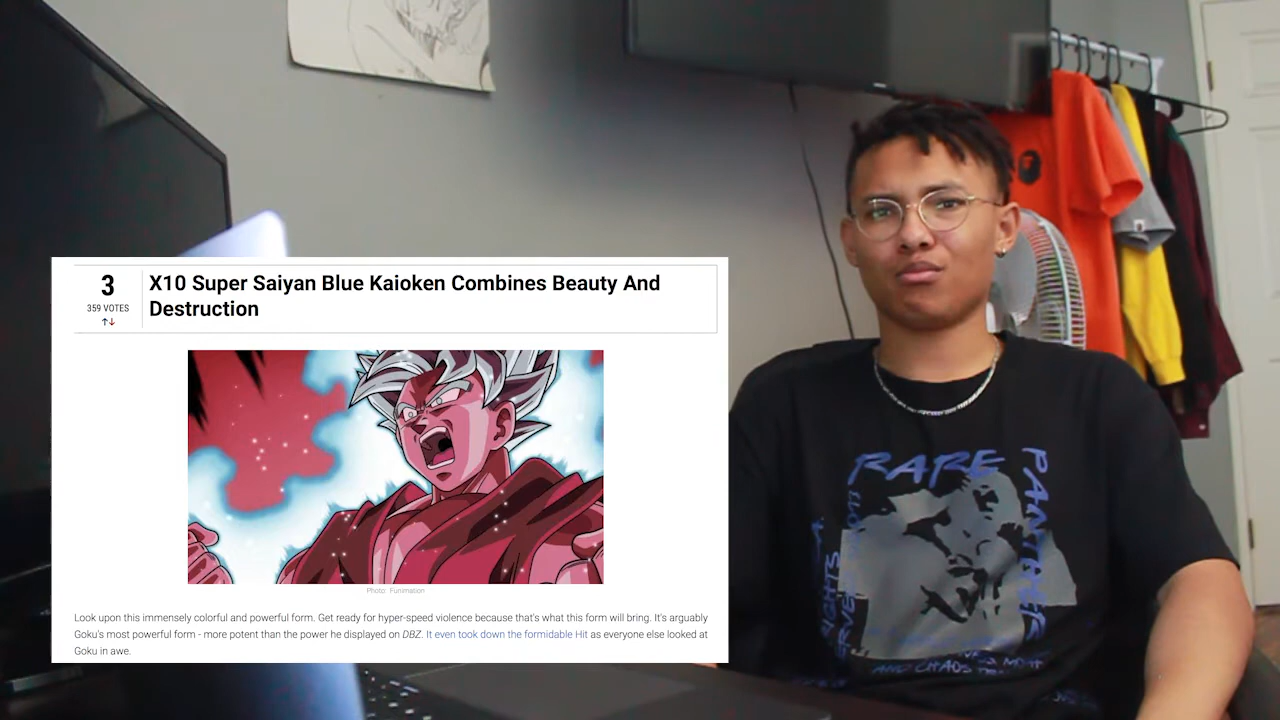 3
359 VOTES
X10 Super Saiyan Blue Kaioken Combines Beauty And
Destruction
Photo: Funimation
Look upon this immensely colorful and powerful form. Get ready for hyper-speed violence because that's what this form will bring. It's arguably
Goku's most powerful form - more potent than the power he displayed on DBZ. It even took down the formidable Hit as everyone else looked at
Goku in awe.
RARE
PANTHERS